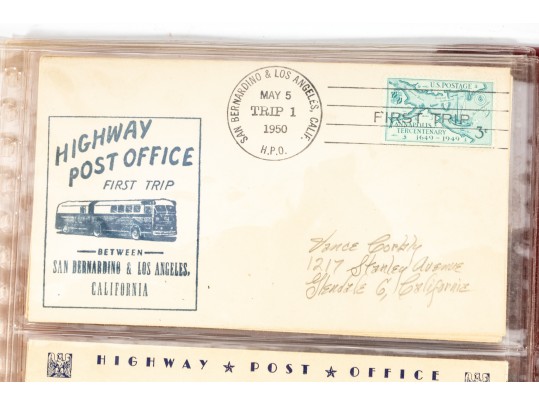 SAN BERNARDINO & LOS ANGELES, CALIF.
MAY 5
TRIP 1
1950
H.P.O.
U.S. POSTAGE
FIRST TRIP
ANNAPOLIS
TERCENTENARY
1649-1949
3¢
HIGHWAY
POST OFFICE
FIRST TRIP
BETWEEN
SAN BERNARDINO & LOS ANGELES,
CALIFORNIA
Vance
1217 Stanley Avenue
Glendale 6, California
HIGHWAY ★ POST ★ OFFICE